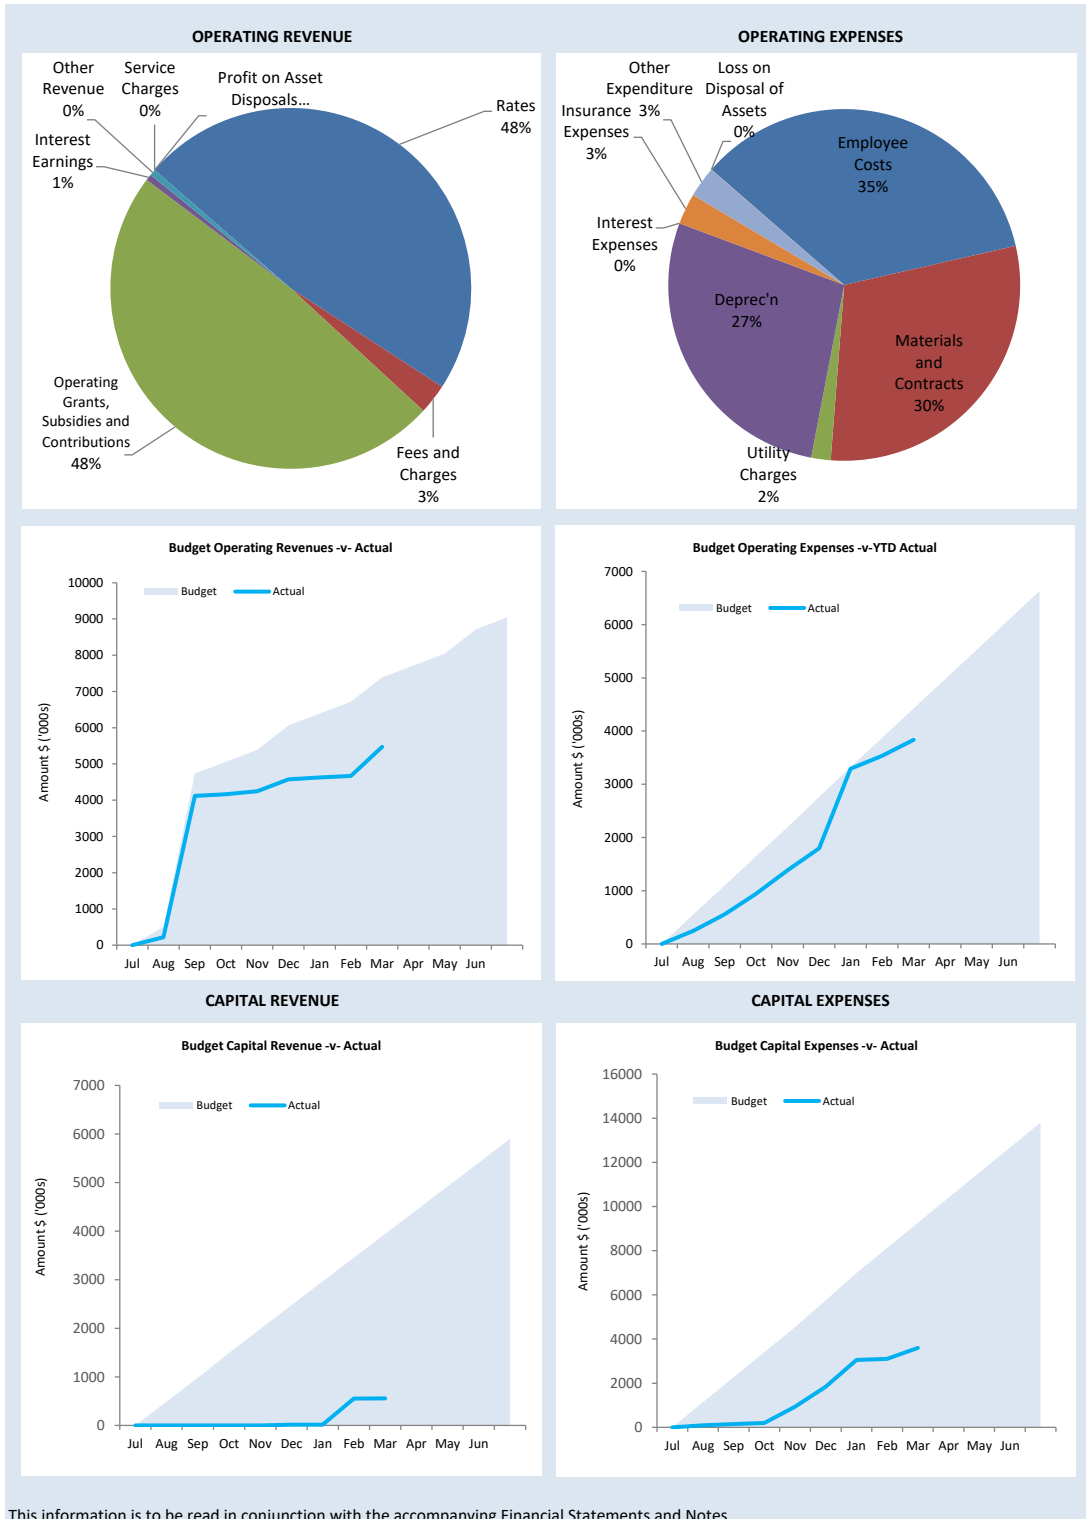 OPERATING REVENUE
Other
Revenue
0%
Service
Charges
0%
Profit on Asset
Disposals...
Rates
48%
Interest
Earnings
1%
Operating
Grants,
Subsidies and
Contributions
48%
Fees and
Charges
3%
OPERATING EXPENSES
Other
Expenditure
3%
Loss on
Disposal of
Assets
0%
Insurance
Expenses
3%
Employee
Costs
35%
Interest
Expenses
0%
Deprec'n
27%
Materials
and
Contracts
30%
Utility
Charges
2%
Budget Operating Revenues -v- Actual
Budget Actual
10000
9000
8000
7000
6000
5000
4000
3000
2000
1000
0
Amount $ ('000s)
Jul Aug Sep Oct Nov Dec Jan Feb Mar Apr May Jun
Budget Operating Expenses -v-YTD Actual
Budget Actual
7000
6000
5000
4000
3000
2000
1000
0
Amount $ ('000s)
Jul Aug Sep Oct Nov Dec Jan Feb Mar Apr May Jun
CAPITAL REVENUE
Budget Capital Revenue -v- Actual
Budget Actual
7000
6000
5000
4000
3000
2000
1000
0
Amount $ ('000s)
Jul Aug Sep Oct Nov Dec Jan Feb Mar Apr May Jun
CAPITAL EXPENSES
Budget Capital Expenses -v- Actual
Budget Actual
16000
14000
12000
10000
8000
6000
4000
2000
0
Amount $ ('000s)
Jul Aug Sep Oct Nov Dec Jan Feb Mar Apr May Jun
This information is to be read in conjunction with the accompanying Financial Statements and Notes